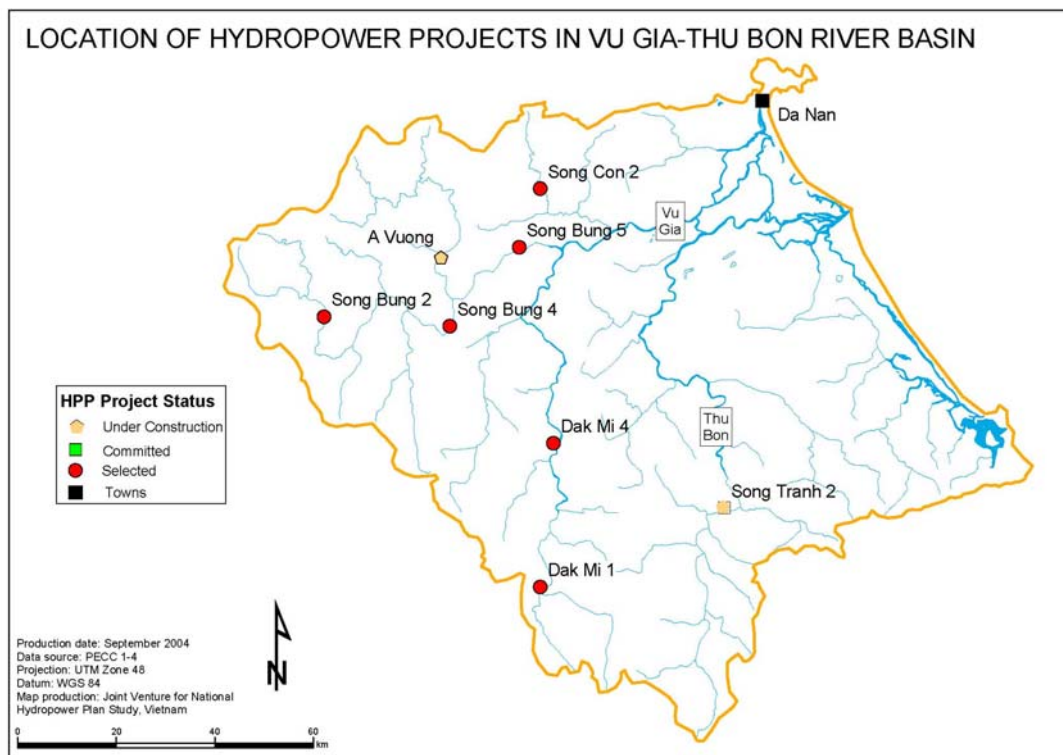 LOCATION OF HYDROPOWER PROJECTS IN VU GIA-THU BON RIVER BASIN
Da Nan
Song Con 2
Vu
Gia
Song Bung 5
A Vuong
Song Bung 2
Song Bung 4
HPP Project Status
Under Construction
Committed
Selected
Towns
Dak Mi 4
Thu
Bon
Song Tranh 2
Dak Mi 1
N
Production date: September 2004
Data source: PECC 1-4
Projection: UTM Zone 48
Datum: WGS 84
Map production: Joint Venture for National
Hydropower Plan Study, Vietnam
0 20 40 60
km